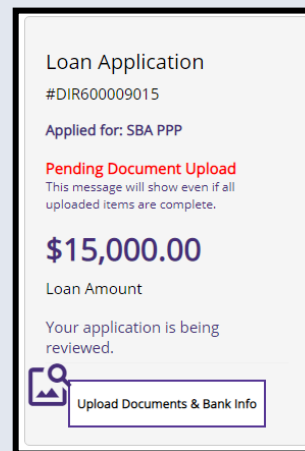 Loan Application
#DIR600009015
Applied for: SBA PPP
Pending Document Upload
This message will show even if all
uploaded items are complete.
$15,000.00
Loan Amount
Your application is being
reviewed.
Upload Documents & Bank Info